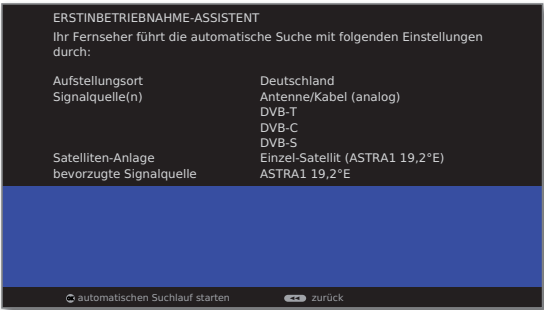 ERSTINBETRIEBNAHME-ASSISTENT
Ihr Fernseher führt die automatische Suche mit folgenden Einstellungen
durch:
Aufstellungsort Deutschland
Signalquelle(n) Antenne/Kabel (analog)
DVB-T
DVB-C
DVB-S
Satelliten-Anlage Einzel-Satellit (ASTRA1 19,2°E)
bevorzugte Signalquelle ASTRA1 19,2°E
OK automatischen Suchlauf starten ◄◄ zurück